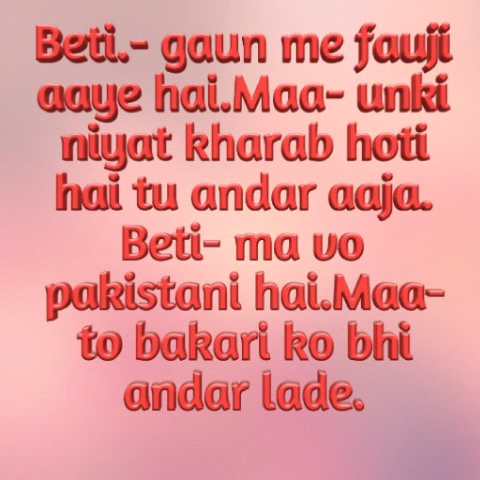 Beti.- gaun me fauji
aaye hai.Maa- unki
niyat kharab hoti
hai tu andar aaja.
Beti- ma vo
pakistani hai.Maa-
to bakari ko bhi
andar lade.